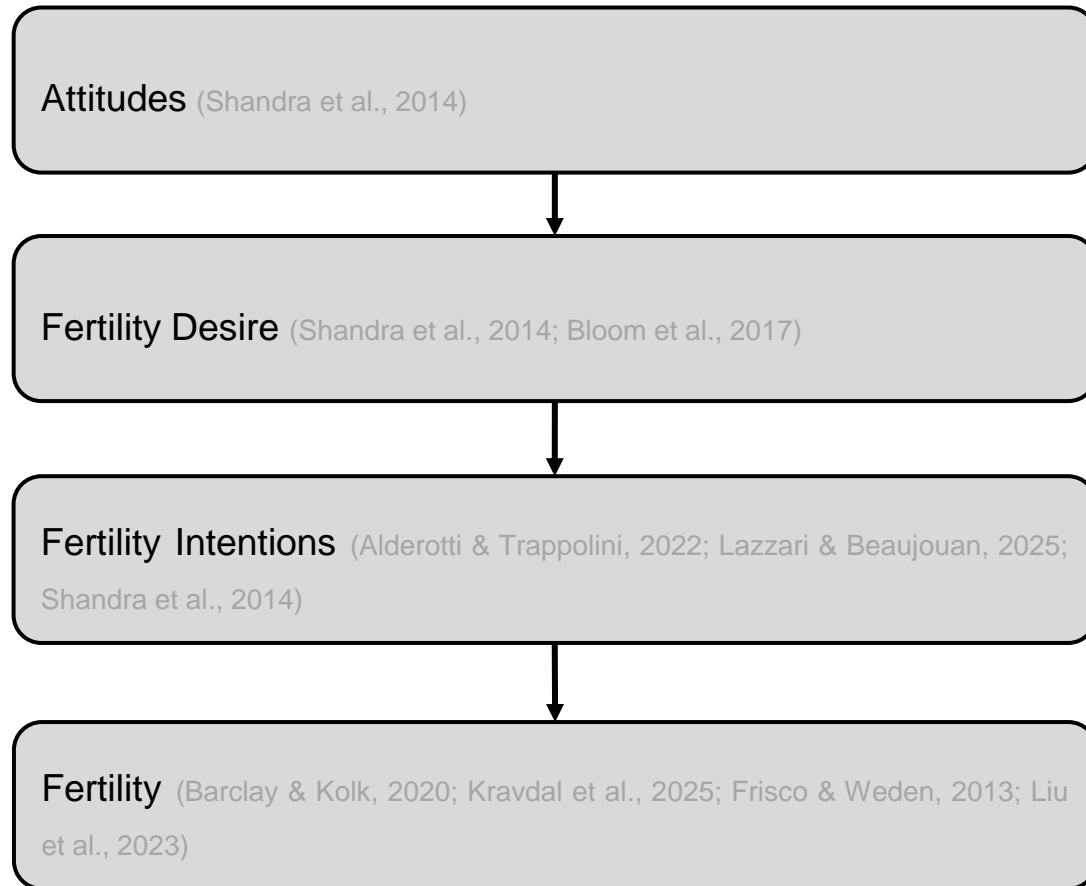 Attitudes (Shandra et al., 2014)
Fertility Desire (Shandra et al., 2014; Bloom et al., 2017)
Fertility Intentions (Alderotti & Trappolini, 2022; Lazzari & Beaujouan, 2025;
Shandra et al., 2014)
Fertility (Barclay & Kolk, 2020; Kravdal et al., 2025; Frisco & Weden, 2013; Liu
et al., 2023)